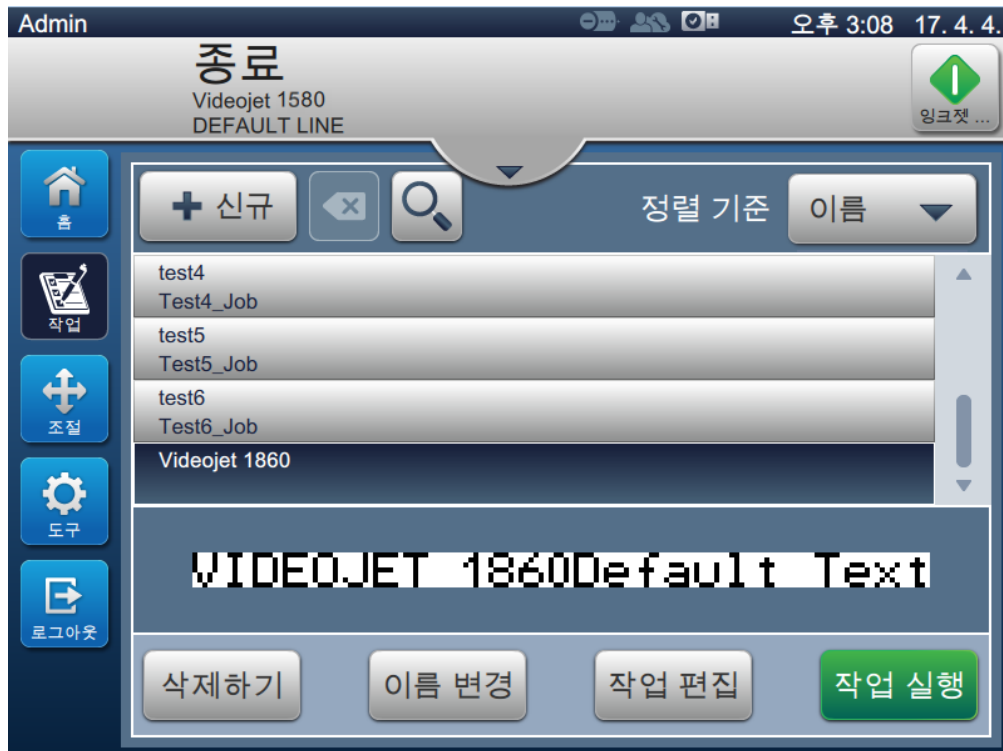 Admin
오후 3:08 17. 4. 4.
종료
Videojet 1580
DEFAULT LINE
잉크젯 ...
홈
신규
정렬 기준
이름
작업
test4
Test4_Job
test5
Test5_Job
조절
test6
Test6_Job
Videojet 1860
도구
VIDEOJET 1860Default Text
로그아웃
삭제하기
이름 변경
작업 편집
작업 실행